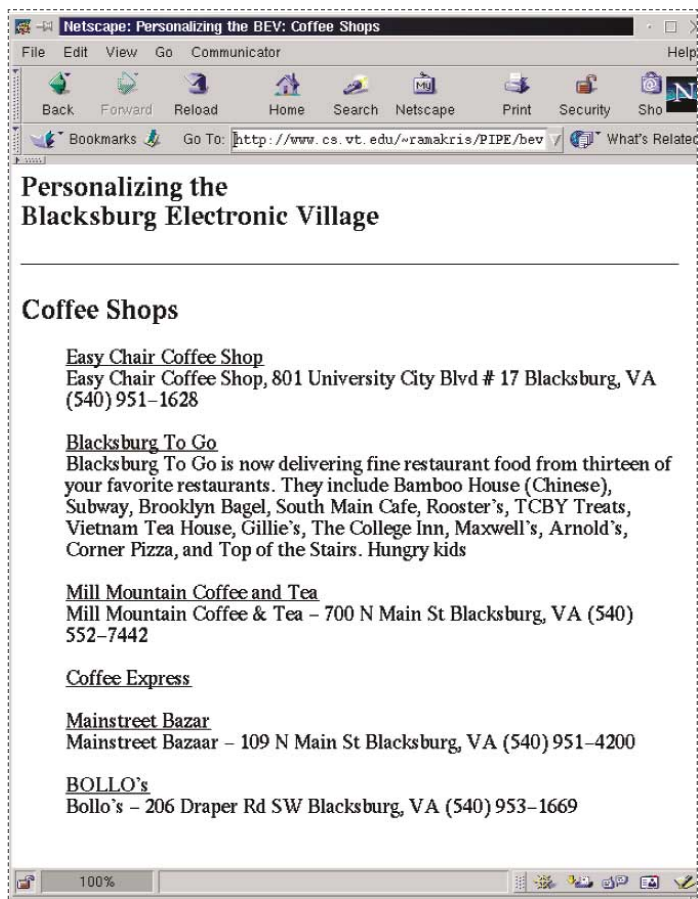 Netscape: Personalizing the BEV: Coffee Shops
File Edit View Go Communicator Help
My
N
Back Forward Reload Home Search Netscape Print Security Sho
Bookmarks Go To: http://www.cs.vt.edu/~ramakris/PIPE/bev What's Related
Personalizing the
Blacksburg Electronic Village
Coffee Shops
Easy Chair Coffee Shop
Easy Chair Coffee Shop, 801 University City Blvd # 17 Blacksburg, VA
(540) 951–1628
Blacksburg To Go
Blacksburg To Go is now delivering fine restaurant food from thirteen of
your favorite restaurants. They include Bamboo House (Chinese),
Subway, Brooklyn Bagel, South Main Cafe, Rooster's, TCBY Treats,
Vietnam Tea House, Gillie's, The College Inn, Maxwell's, Arnold's,
Corner Pizza, and Top of the Stairs. Hungry kids
Mill Mountain Coffee and Tea
Mill Mountain Coffee & Tea – 700 N Main St Blacksburg, VA (540)
552–7442
Coffee Express
Mainstreet Bazar
Mainstreet Bazaar – 109 N Main St Blacksburg, VA (540) 951–4200
BOLLO's
Bollo's – 206 Draper Rd SW Blacksburg, VA (540) 953–1669
100%